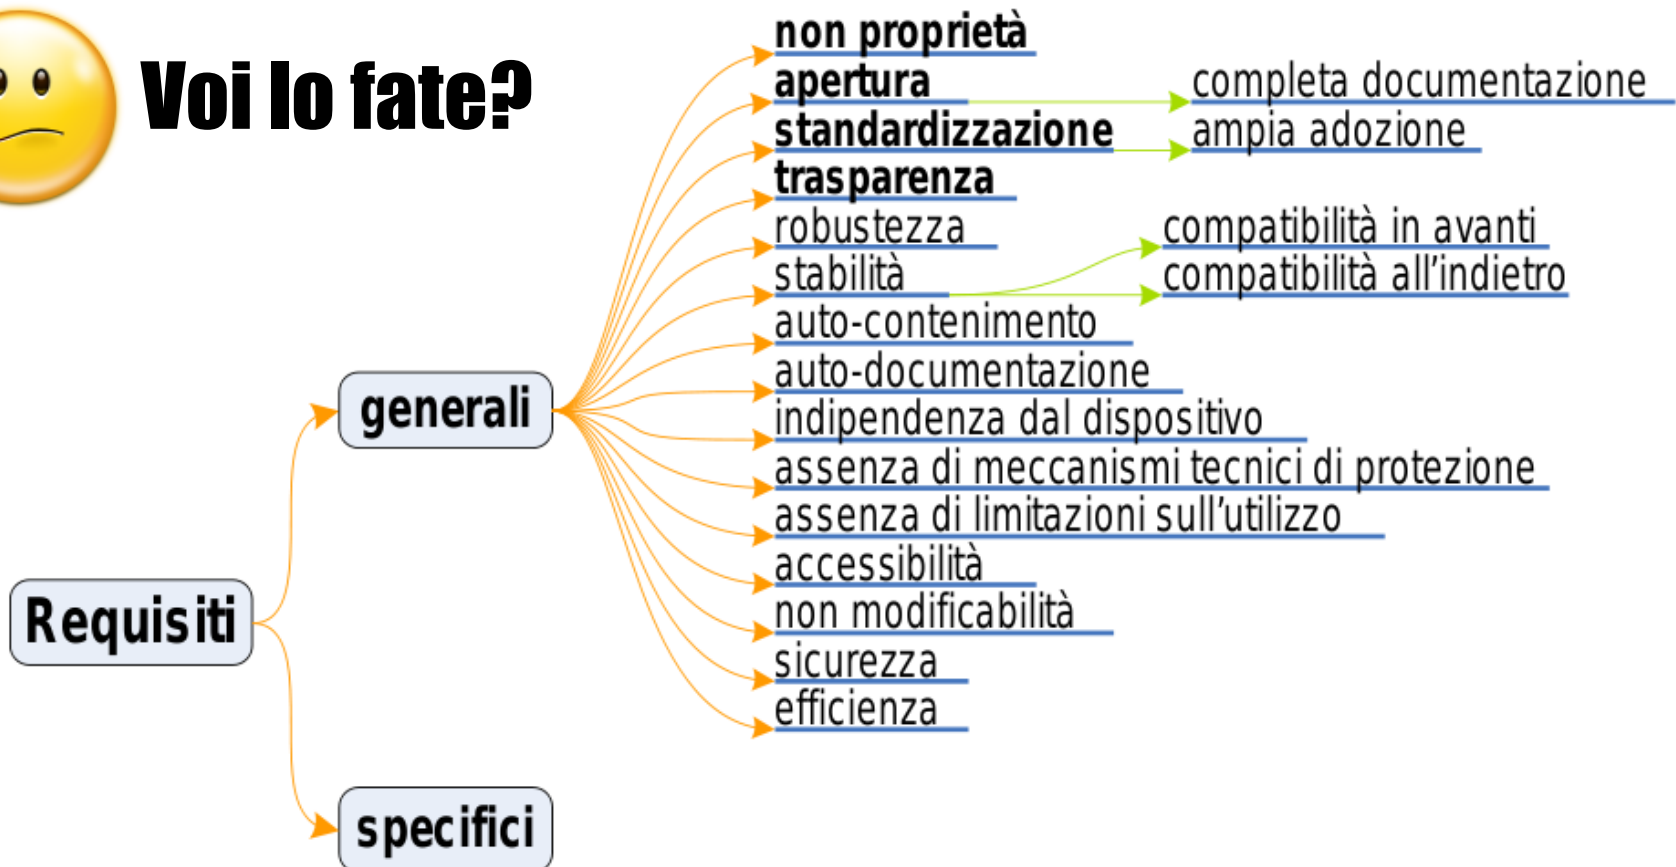 Voi lo fate?
non proprietà
apertura
completa documentazione
standardizzazione
ampia adozione
trasparenza
robustezza
stabilità
compatibilità in avanti
compatibilità all’indietro
auto-contenimento
auto-documentazione
indipendenza dal dispositivo
assenza di meccanismi tecnici di protezione
assenza di limitazioni sull’utilizzo
accessibilità
non modificabilità
sicurezza
efficienza
generali
Requisiti
specifici